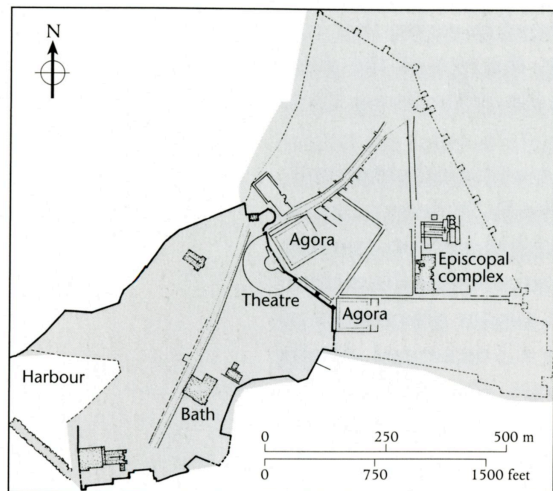 N
Agora
Episcopal
complex
Theatre
Agora
Harbour
Bath
0 250 500 m
0 750 1500 feet